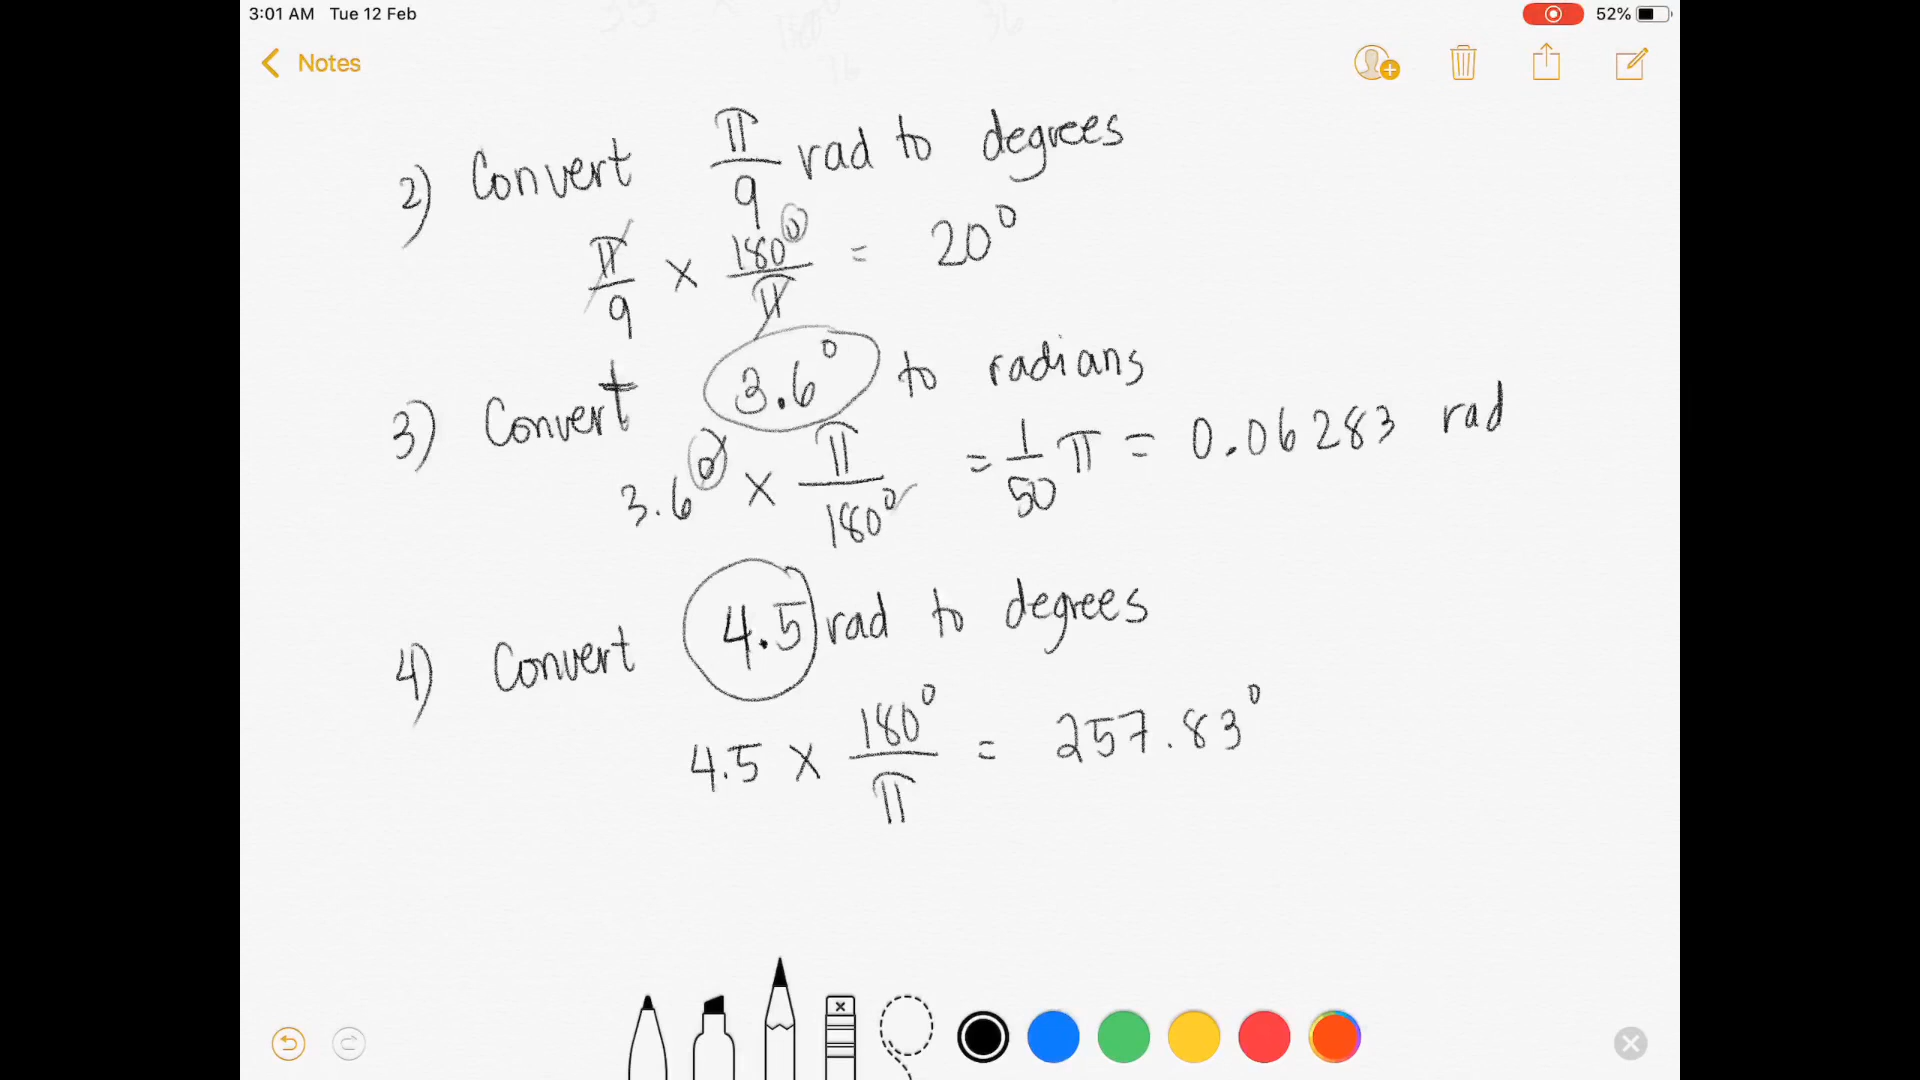 3:01 AM Tue 12 Feb 52%
Notes
2) Convert π/9 rad to degrees
π/9 × 180°/π = 20°
3) Convert 3.6° to radians
3.6° × π/180° = 1/50 π = 0.06283 rad
4) Convert 4.5 rad to degrees
4.5 × 180°/π = 257.83°